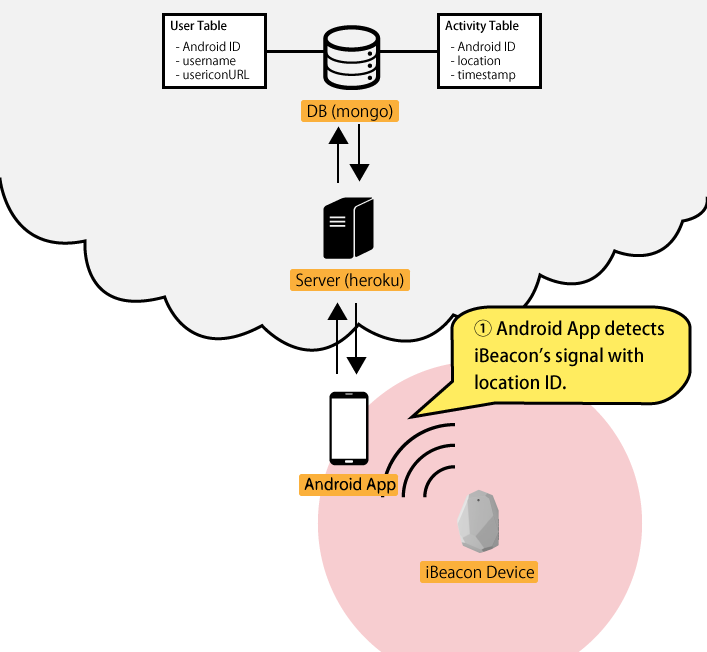 User Table
- Android ID
- username
- usericonURL
Activity Table
- Android ID
- location
- timestamp
DB (mongo)
Server (heroku)
① Android App detects
iBeacon’s signal with
location ID.
Android App
iBeacon Device